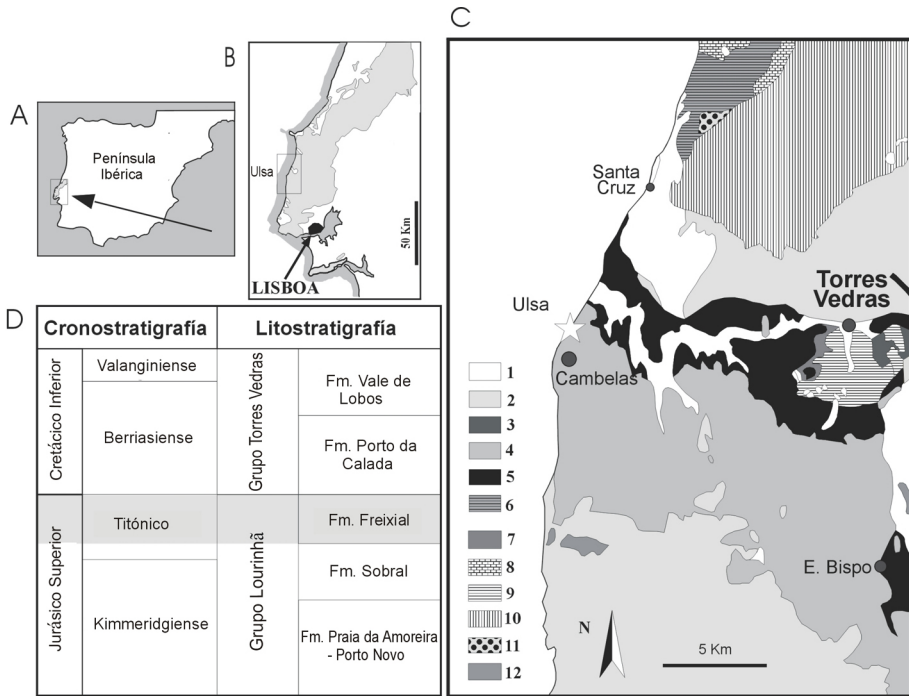 A
Península
Ibérica
B
Ulsa
50 Km
LISBOA
C
Santa
Cruz
Torres
Vedras
Ulsa
Cambelas
E. Bispo
1
2
3
4
5
6
7
8
9
10
11
12
N
5 Km
D
Cronostratigrafía
Litostratigrafía
Cretácico Inferior
Valanginiense
Berriasiense
Grupo Torres Vedras
Fm. Vale de
Lobos
Fm. Porto da
Calada
Jurásico Superior
Titónico
Kimmeridgiense
Grupo Lourinhã
Fm. Freixial
Fm. Sobral
Fm. Praia da Amoreira
- Porto Novo